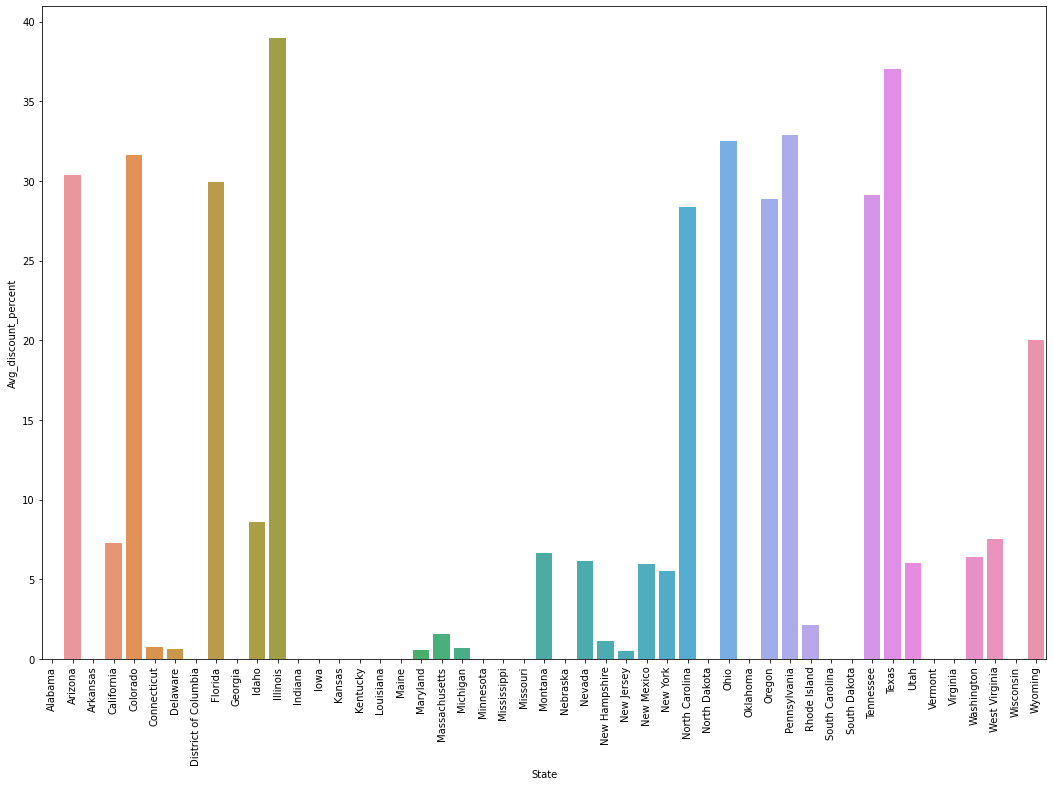 40
35
30
25
20
15
10
5
0
Avg_discount_percent
Alabama
Arizona
Arkansas
California
Colorado
Connecticut
Delaware
District of Columbia
Florida
Georgia
Idaho
Illinois
Indiana
Iowa
Kansas
Kentucky
Louisiana
Maine
Maryland
Massachusetts
Michigan
Minnesota
Mississippi
Missouri
Montana
Nebraska
Nevada
New Hampshire
New Jersey
New Mexico
New York
North Carolina
North Dakota
Ohio
Oklahoma
Oregon
Pennsylvania
Rhode Island
South Carolina
South Dakota
Tennessee
Texas
Utah
Vermont
Virginia
Washington
West Virginia
Wisconsin
Wyoming
State